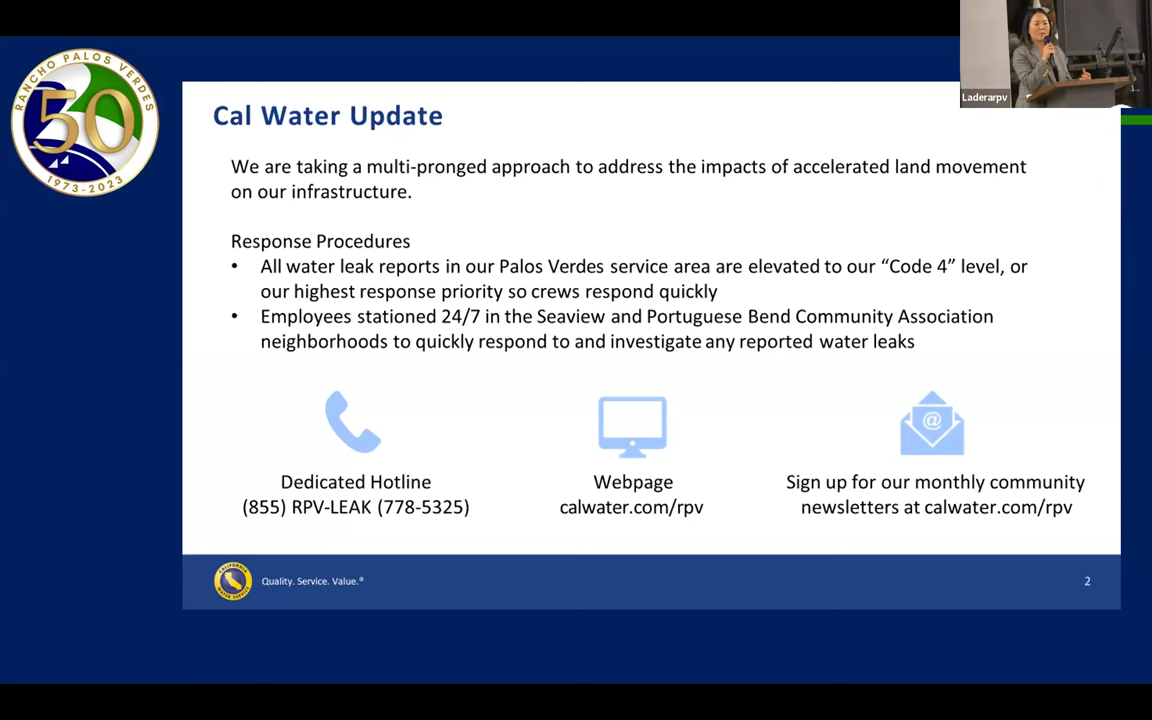 RANCHO PALOS VERDES
50
1973-2023
Laderarpv
Cal Water Update
We are taking a multi-pronged approach to address the impacts of accelerated land movement
on our infrastructure.
Response Procedures
• All water leak reports in our Palos Verdes service area are elevated to our “Code 4” level, or
our highest response priority so crews respond quickly
• Employees stationed 24/7 in the Seaview and Portuguese Bend Community Association
neighborhoods to quickly respond to and investigate any reported water leaks
@
Dedicated Hotline
(855) RPV-LEAK (778-5325)
Webpage
calwater.com/rpv
Sign up for our monthly community
newsletters at calwater.com/rpv
CALIFORNIA
WATER SERVICE
Quality. Service. Value.®
2